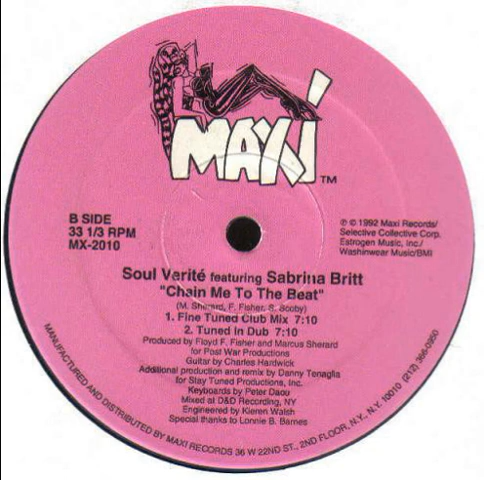 MAXI
TM
B SIDE
33 1/3 RPM
MX-2010
℗ © 1992 Maxi Records/
Selective Collective Corp.
Estrogen Music, Inc./
Washinwear Music/BMI
Soul Verité featuring Sabrina Britt
"Chain Me To The Beat"
(M. Sherard, F. Fisher, S. Booby)
1. Fine Tuned Club Mix 7:10
2. Tuned In Dub 7:10
Produced by Floyd F. Fisher and Marcus Sherard
for Post War Productions
Guitar by Charles Hardwick
Additional production and remix by Danny Tenaglia
for Stay Tuned Productions, Inc.
Keyboards by Peter Daou
Mixed at D&D Recording, NY
Engineered by Kieren Walsh
Special thanks to Lonnie B. Barnes
MANUFACTURED AND DISTRIBUTED BY MAXI RECORDS 36 W 22ND ST., 2ND FLOOR, N.Y., N.Y. 10010 (212) 366-0950